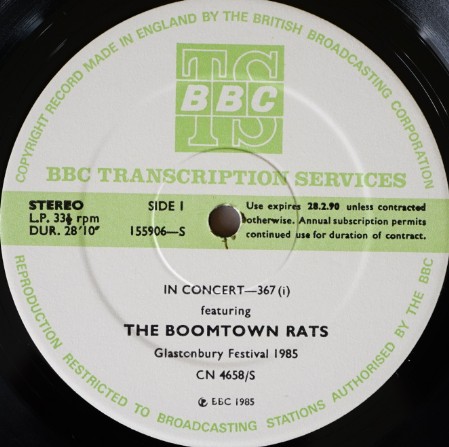 COPYRIGHT RECORD MADE IN ENGLAND BY THE BRITISH BROADCASTING CORPORATION
TS
BBC
BBC TRANSCRIPTION SERVICES
STEREO
L.P. 33⅓ rpm
DUR. 28'10"
SIDE I
155906—S
Use expires 28.2.90 unless contracted
otherwise. Annual subscription permits
continued use for duration of contract.
IN CONCERT—367 (i)
featuring
THE BOOMTOWN RATS
Glastonbury Festival 1985
CN 4658/S
℗ BBC 1985
REPRODUCTION RESTRICTED TO BROADCASTING STATIONS AUTHORISED BY THE BBC